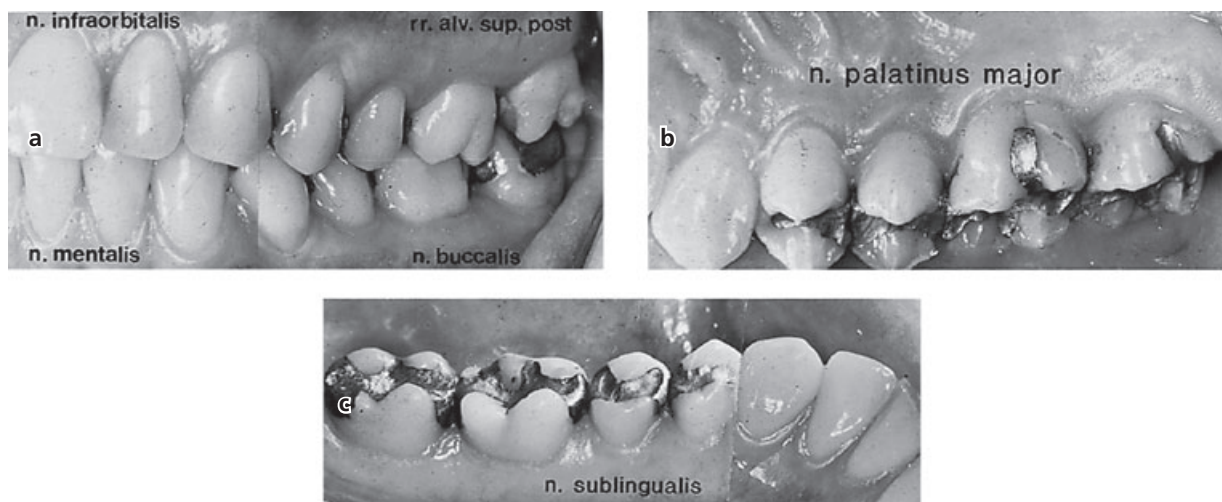 n. infraorbitalis
rr. alv. sup. post
a
n. mentalis
n. buccalis
n. palatinus major
b
c
n. sublingualis